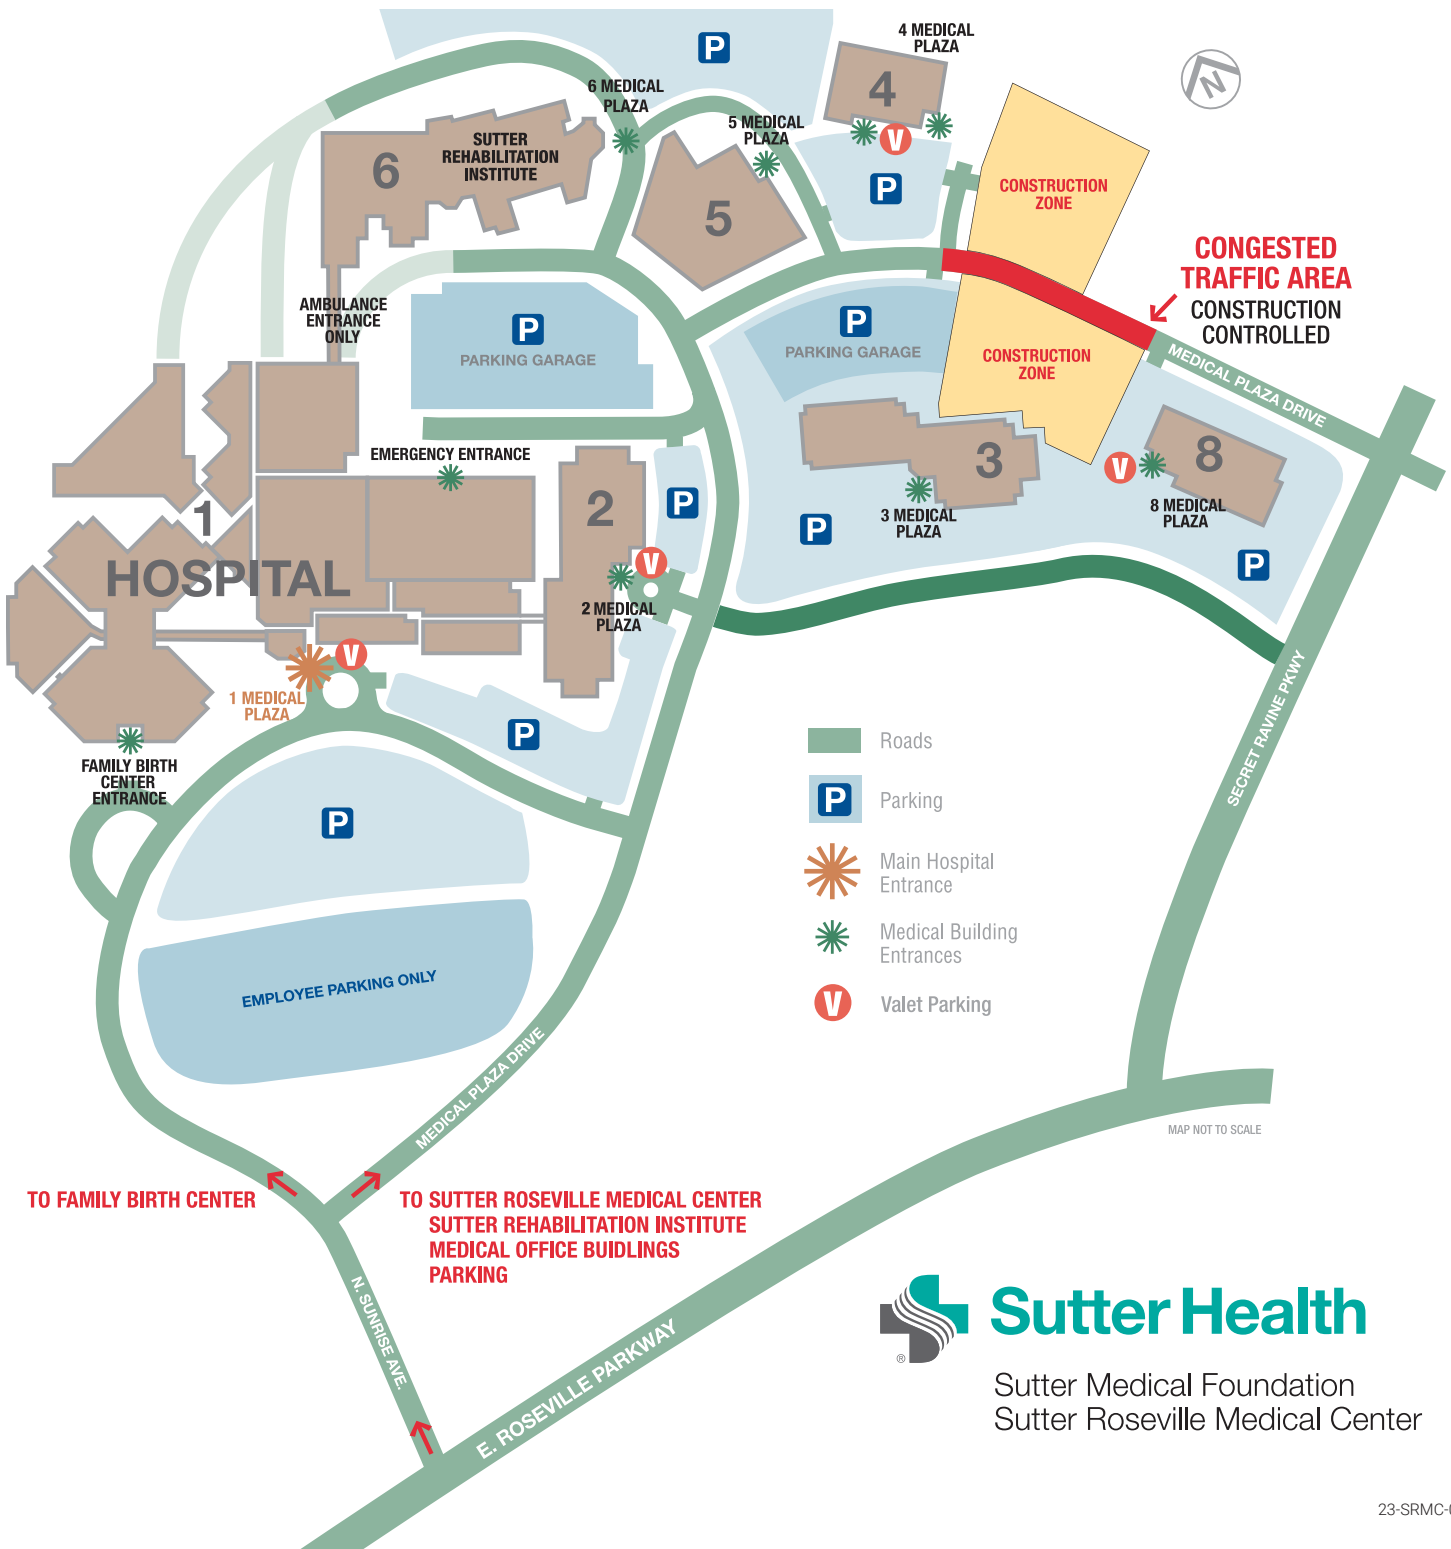 4 MEDICAL
PLAZA
P
N
6 MEDICAL
PLAZA
4
5 MEDICAL
PLAZA
V
SUTTER
REHABILITATION
INSTITUTE
6
P
CONSTRUCTION
ZONE
5
CONGESTED
TRAFFIC AREA
CONSTRUCTION
CONTROLLED
AMBULANCE
ENTRANCE
ONLY
P
PARKING GARAGE
P
PARKING GARAGE
CONSTRUCTION
ZONE
MEDICAL PLAZA DRIVE
EMERGENCY ENTRANCE
3
8
V
2
P
1
HOSPITAL
3 MEDICAL
PLAZA
8 MEDICAL
PLAZA
P
P
V
2 MEDICAL
PLAZA
V
1 MEDICAL
PLAZA
P
SECRET RAVINE PKWY
FAMILY BIRTH
CENTER
ENTRANCE
P
Roads
P
Parking
Main Hospital
Entrance
Medical Building
Entrances
V
Valet Parking
EMPLOYEE PARKING ONLY
MEDICAL PLAZA DRIVE
MAP NOT TO SCALE
TO FAMILY BIRTH CENTER
TO SUTTER ROSEVILLE MEDICAL CENTER
SUTTER REHABILITATION INSTITUTE
MEDICAL OFFICE BUIDLINGS
PARKING
N. SUNRISE AVE.
E. ROSEVILLE PARKWAY
Sutter Health
®
Sutter Medical Foundation
Sutter Roseville Medical Center
23-SRMC-